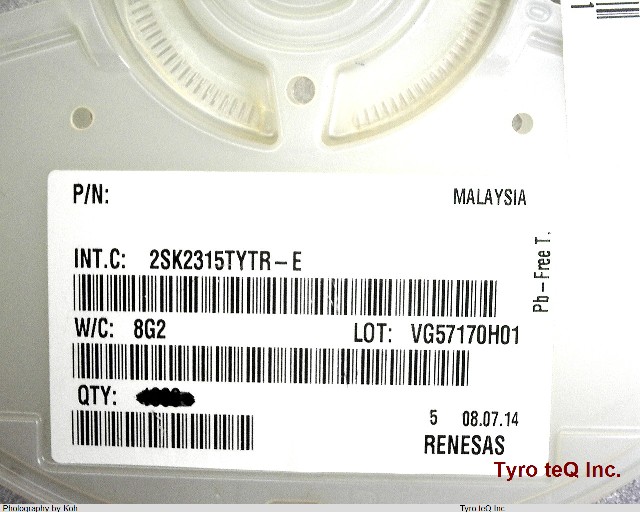 P/N:
MALAYSIA
INT.C: 2SK2315TYTR-E
Pb-Free T.
W/C: 8G2 LOT: VG57170H01
QTY:
5 08.07.14
RENESAS
Tyro teQ Inc.
Photography by Koh Tyro teQ Inc
1